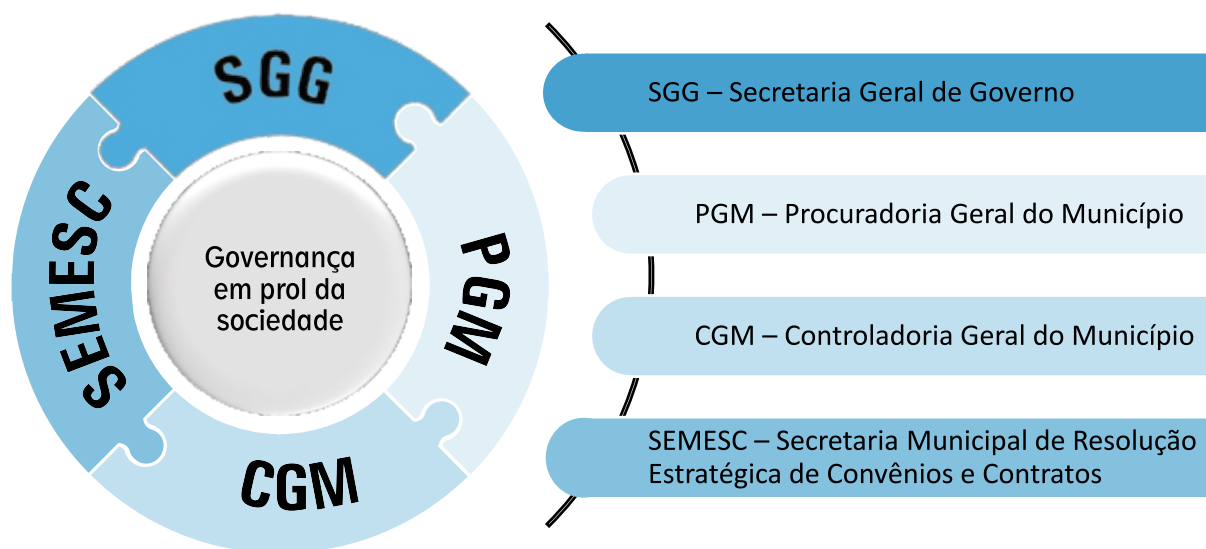 SGG
PGM
CGM
SEMESC
Governança
em prol da
sociedade
SGG – Secretaria Geral de Governo
PGM – Procuradoria Geral do Município
CGM – Controladoria Geral do Município
SEMESC – Secretaria Municipal de Resolução
Estratégica de Convênios e Contratos